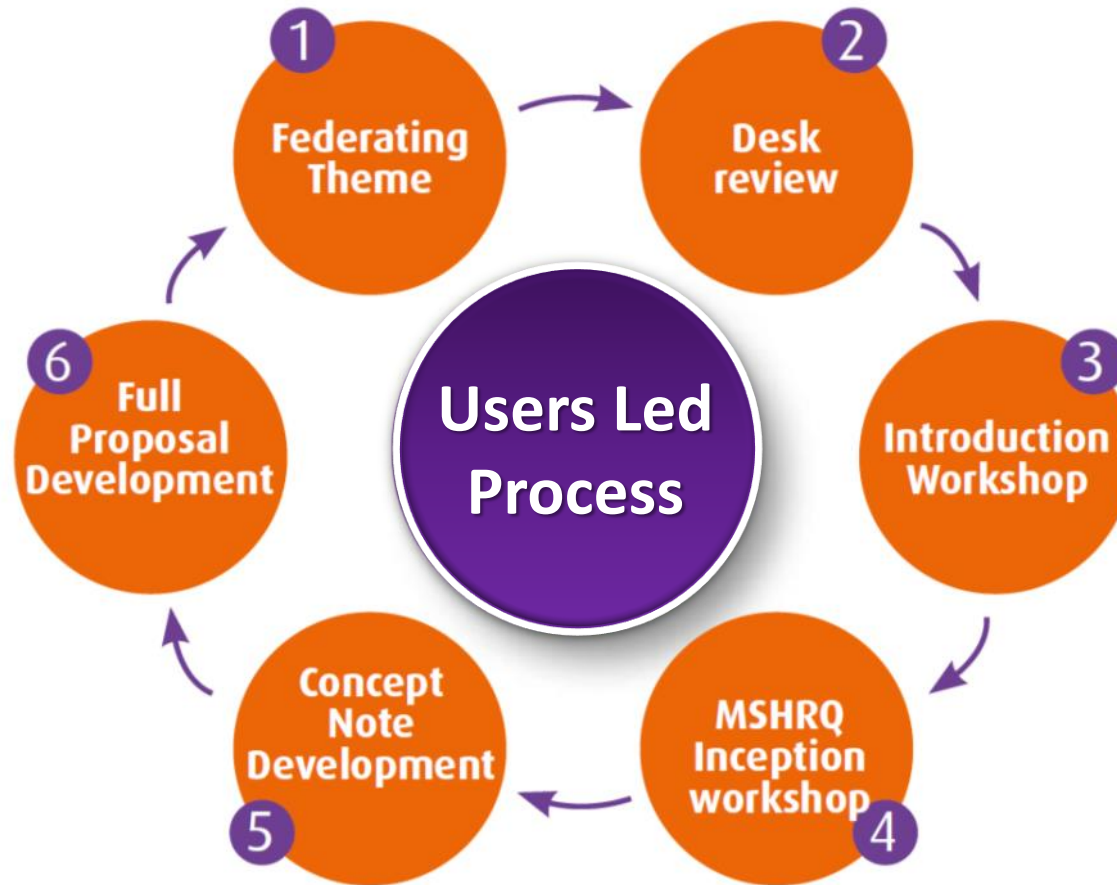 1
Federating
Theme
2
Desk
review
3
Introduction
Workshop
4
MSHRQ
Inception
workshop
5
Concept
Note
Development
6
Full
Proposal
Development
Users Led
Process